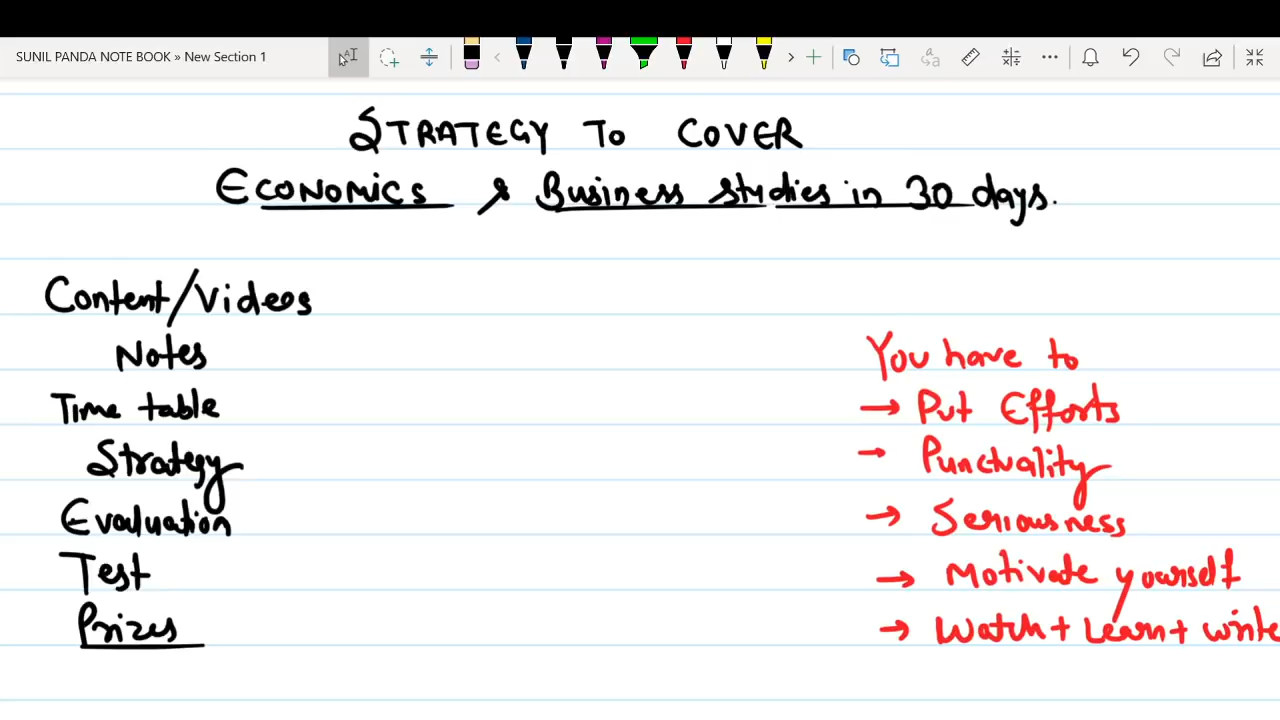 SUNIL PANDA NOTE BOOK » New Section 1
STRATEGY TO COVER
ECONOMICS & Business studies in 30 days.
Content/Videos
Notes
Time table
Strategy
Evaluation
Test
Prizes
You have to
→ Put Efforts
→ Punctuality
→ Seriousness
→ Motivate yourself
→ Watch + Learn + write